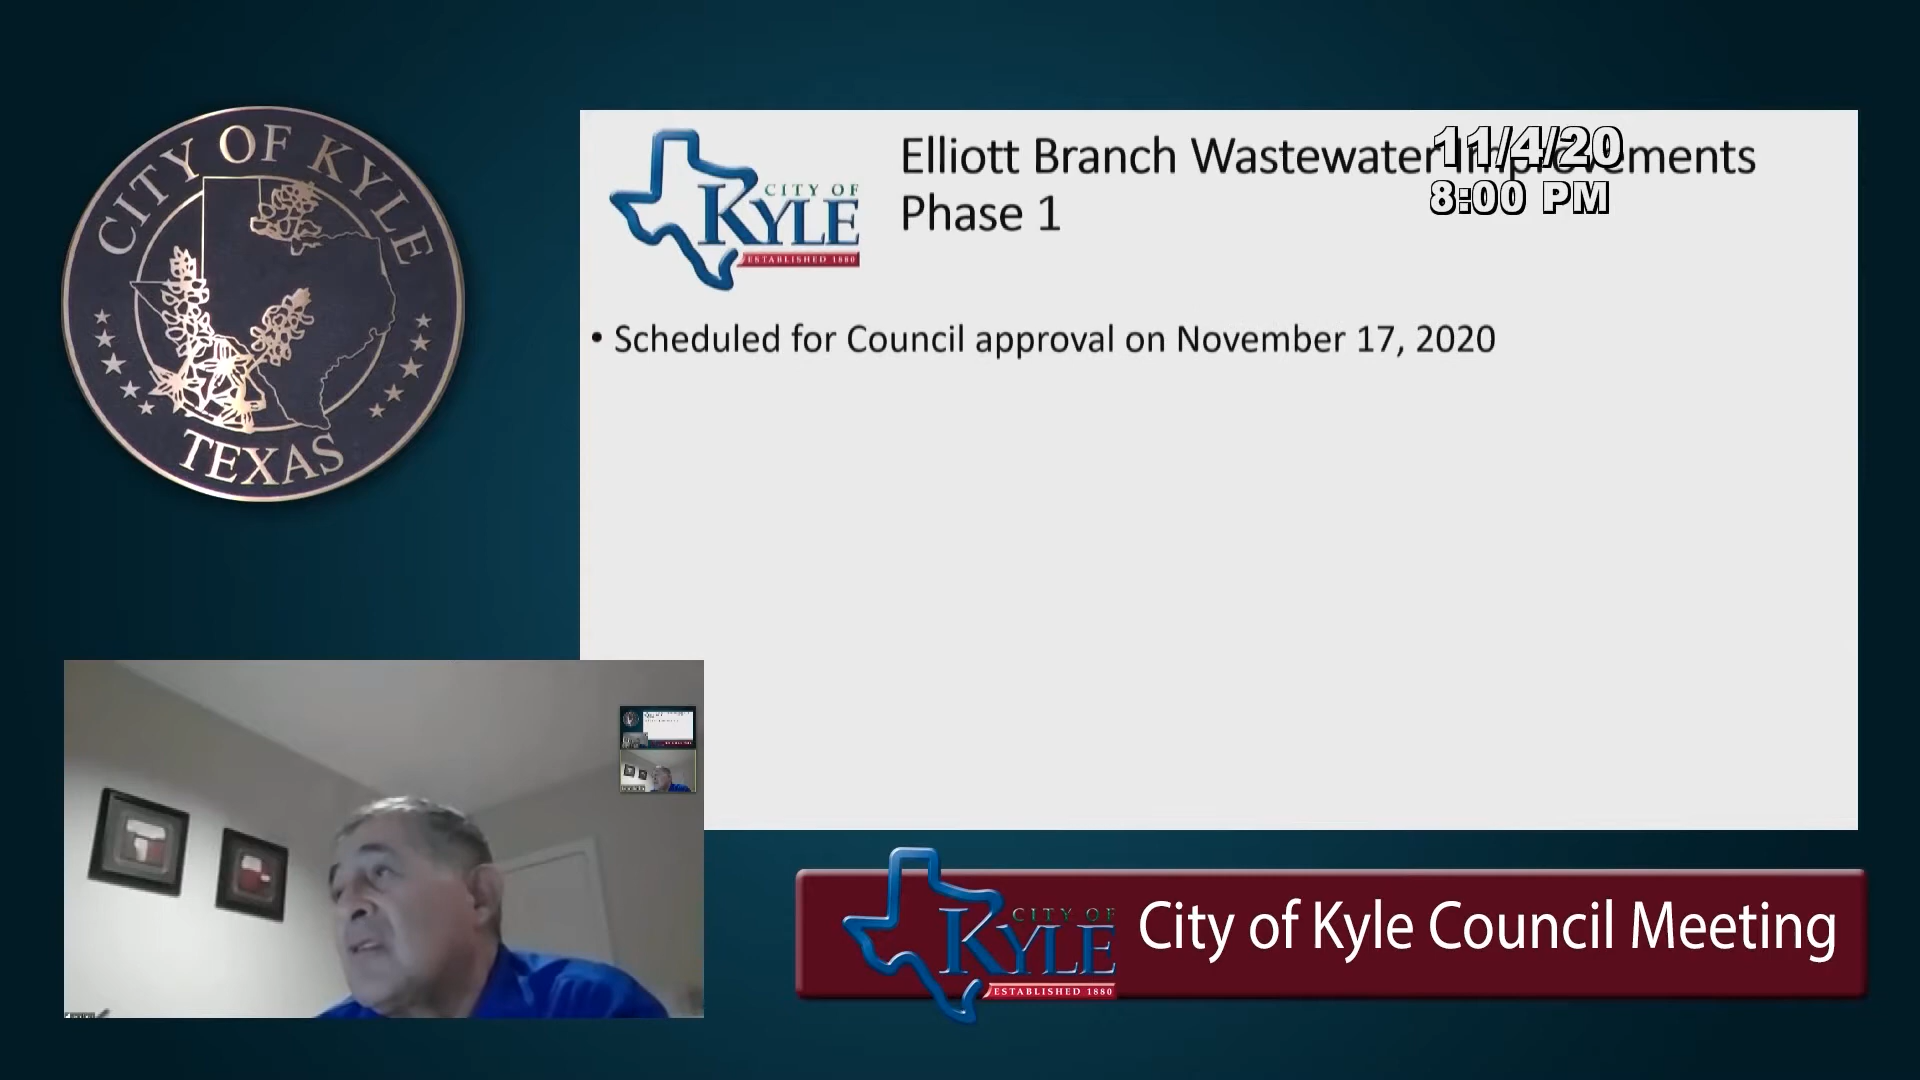 CITY OF KYLE
TEXAS
CITY OF
KYLE
ESTABLISHED 1880
Elliott Branch Wastewater Improvements
Phase 1
11/4/20
8:00 PM
• Scheduled for Council approval on November 17, 2020
CITY OF
KYLE
ESTABLISHED 1880
City of Kyle Council Meeting